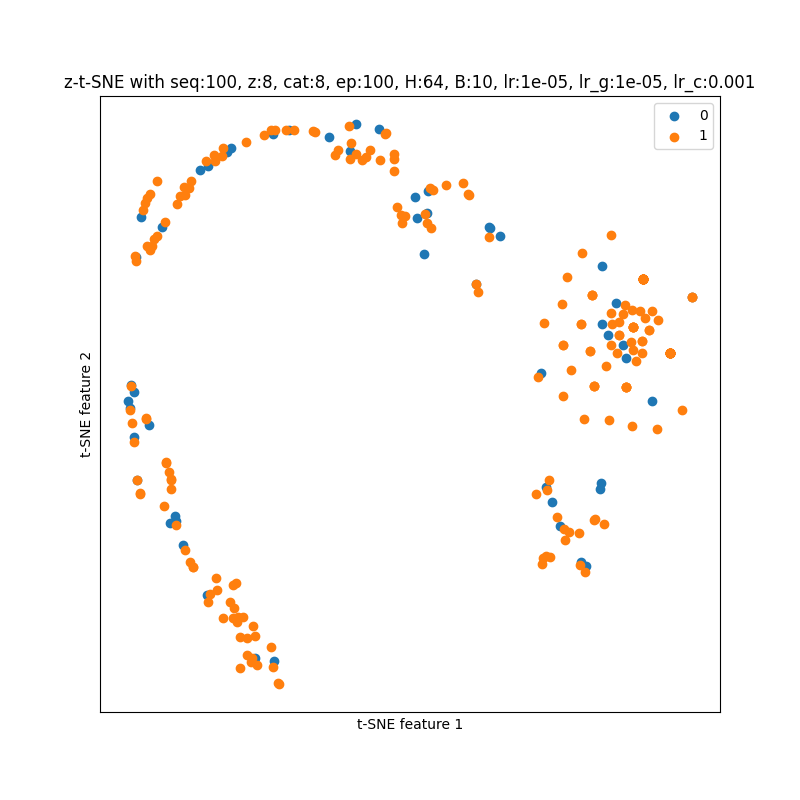 z-t-SNE with seq:100, z:8, cat:8, ep:100, H:64, B:10, lr:1e-05, lr_g:1e-05, lr_c:0.001
0
1
t-SNE feature 2
t-SNE feature 1